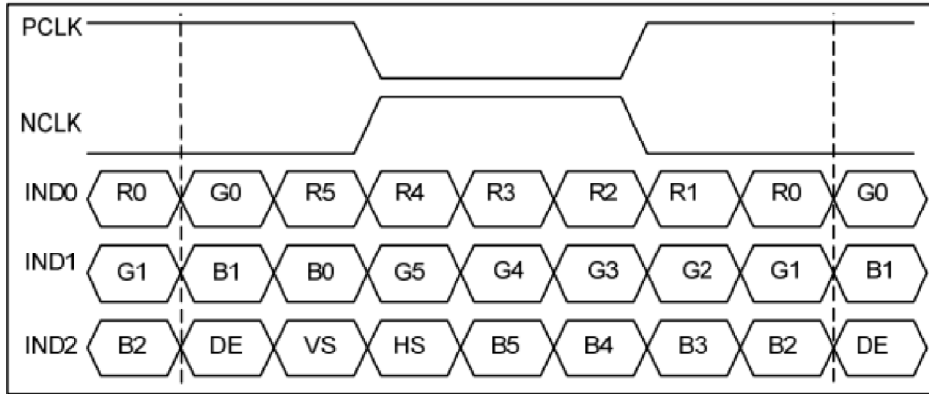 PCLK
NCLK
IND0 R0 G0 R5 R4 R3 R2 R1 R0 G0
IND1 G1 B1 B0 G5 G4 G3 G2 G1 B1
IND2 B2 DE VS HS B5 B4 B3 B2 DE